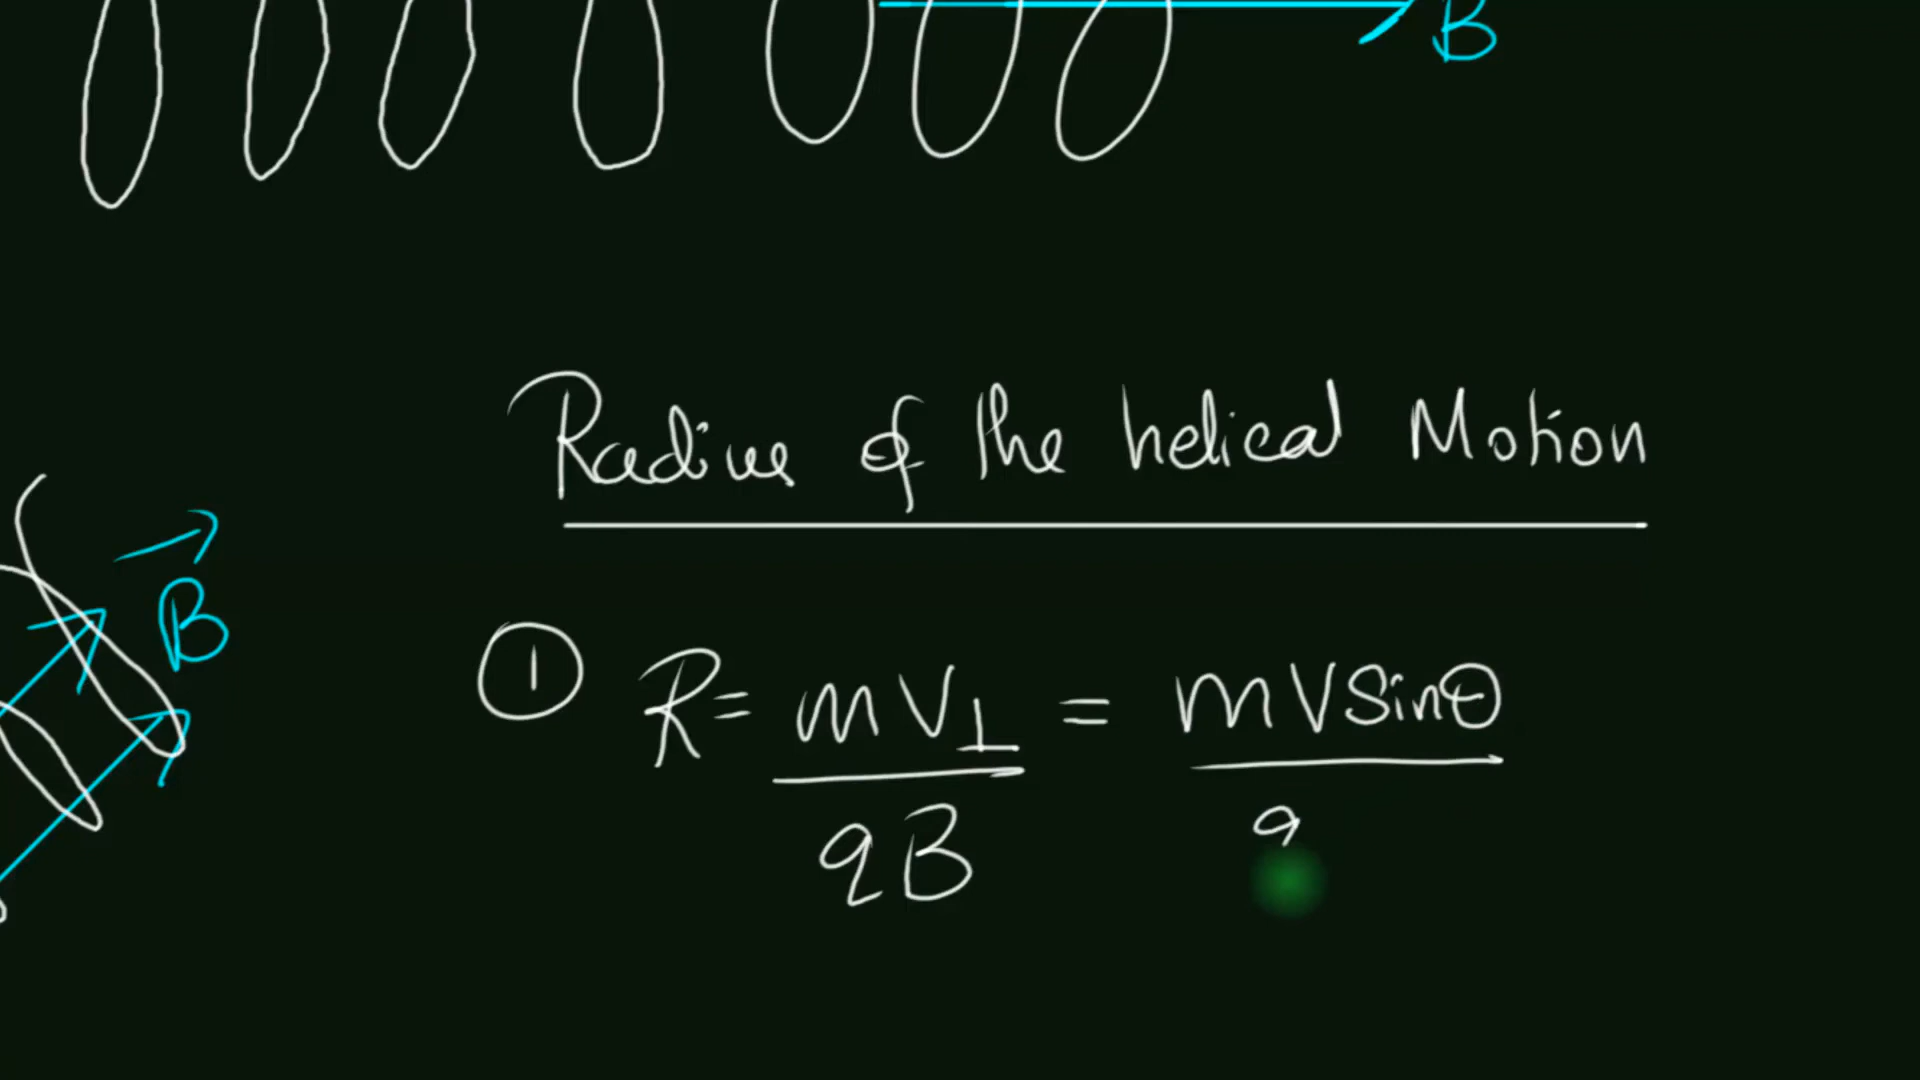 B
Radius of the helical Motion
B
① R = mV⊥ / qB = mVSinθ / q